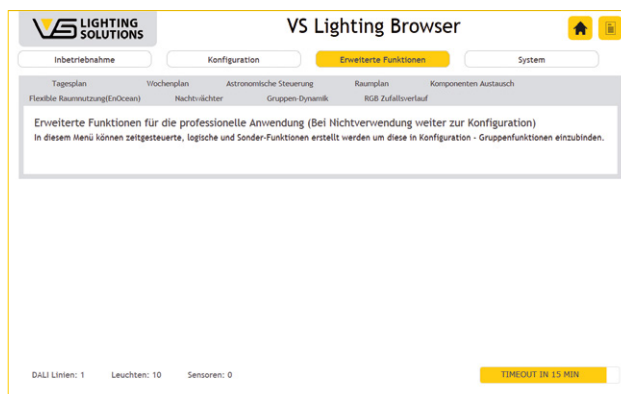 VS LIGHTING SOLUTIONS
VS Lighting Browser
Inbetriebnahme Konfiguration Erweiterte Funktionen System
Tagesplan Wochenplan Astronomische Steuerung Raumplan Komponenten Austausch
Flexible Raumnutzung(EnOcean) Nachtwächter Gruppen-Dynamik RGB Zufallsverlauf
Erweiterte Funktionen für die professionelle Anwendung (Bei Nichtverwendung weiter zur Konfiguration)
In diesem Menü können zeitgesteuerte, logische und Sonder-Funktionen erstellt werden um diese in Konfiguration - Gruppenfunktionen einzubinden.
DALI Linien: 1 Leuchten: 10 Sensoren: 0
TIMEOUT IN 15 MIN